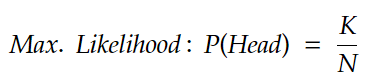 Max. Likelihood: P(Head) = K/N